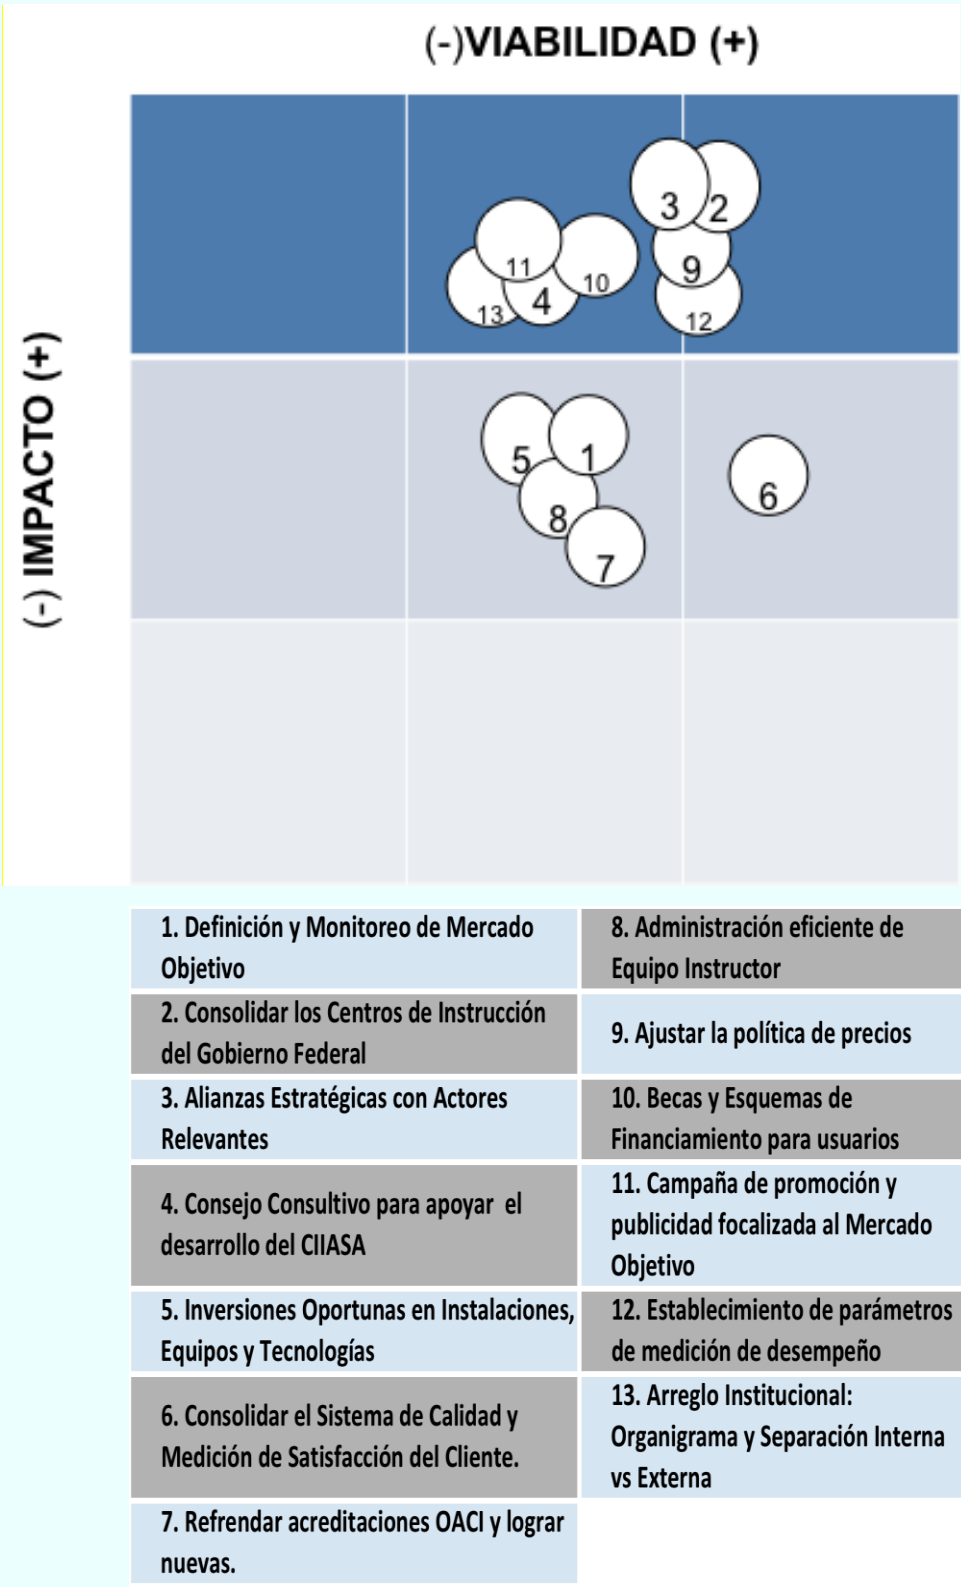 (-)VIABILIDAD (+)
(-) IMPACTO (+)
3
2
11
10
9
13
4
12
5
1
6
8
7
1. Definición y Monitoreo de Mercado
Objetivo
8. Administración eficiente de
Equipo Instructor
2. Consolidar los Centros de Instrucción
del Gobierno Federal
9. Ajustar la política de precios
3. Alianzas Estratégicas con Actores
Relevantes
10. Becas y Esquemas de
Financiamiento para usuarios
4. Consejo Consultivo para apoyar  el
desarrollo del CIIASA
11. Campaña de promoción y
publicidad focalizada al Mercado
Objetivo
5. Inversiones Oportunas en Instalaciones,
Equipos y Tecnologías
12. Establecimiento de parámetros
de medición de desempeño
6. Consolidar el Sistema de Calidad y
Medición de Satisfacción del Cliente.
13. Arreglo Institucional:
Organigrama y Separación Interna
vs Externa
7. Refrendar acreditaciones OACI y lograr
nuevas.